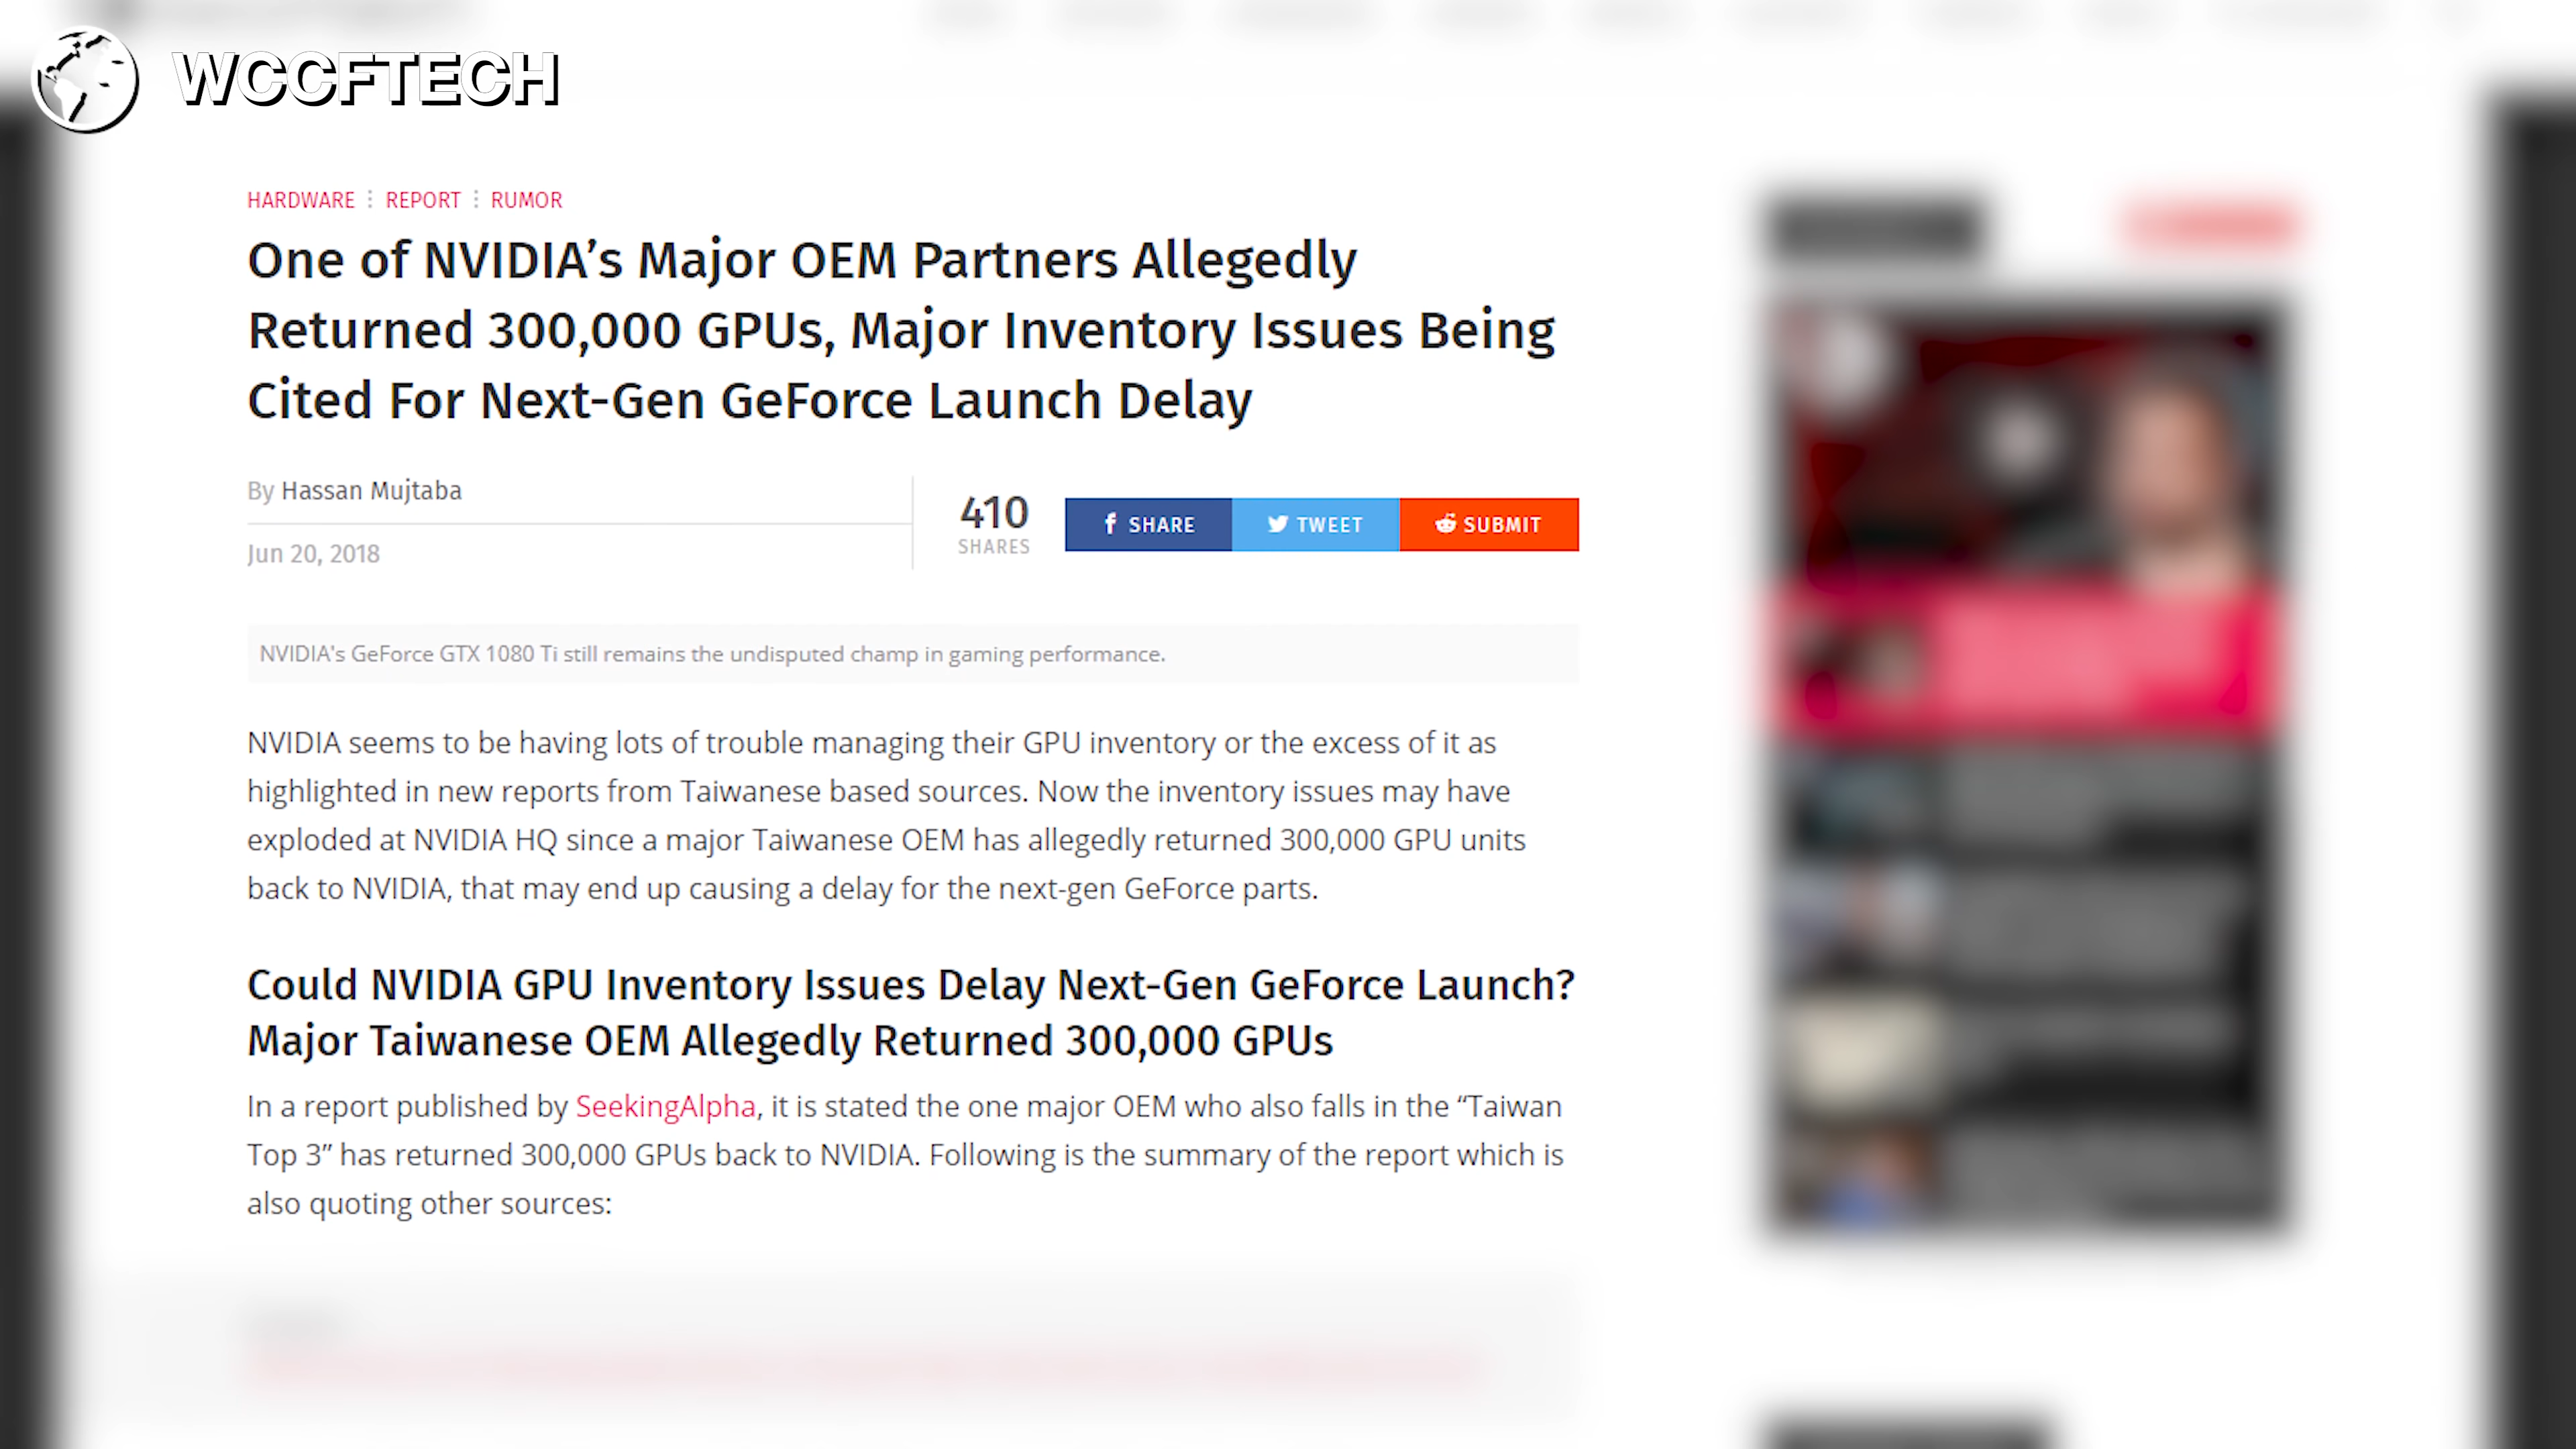 WCCFTECH
HARDWARE ⋮ REPORT ⋮ RUMOR
One of NVIDIA’s Major OEM Partners Allegedly
Returned 300,000 GPUs, Major Inventory Issues Being
Cited For Next-Gen GeForce Launch Delay
By Hassan Mujtaba
Jun 20, 2018
410
SHARES
SHARE
TWEET
SUBMIT
NVIDIA's GeForce GTX 1080 Ti still remains the undisputed champ in gaming performance.
NVIDIA seems to be having lots of trouble managing their GPU inventory or the excess of it as
highlighted in new reports from Taiwanese based sources. Now the inventory issues may have
exploded at NVIDIA HQ since a major Taiwanese OEM has allegedly returned 300,000 GPU units
back to NVIDIA, that may end up causing a delay for the next-gen GeForce parts.
Could NVIDIA GPU Inventory Issues Delay Next-Gen GeForce Launch?
Major Taiwanese OEM Allegedly Returned 300,000 GPUs
In a report published by SeekingAlpha, it is stated the one major OEM who also falls in the “Taiwan
Top 3” has returned 300,000 GPUs back to NVIDIA. Following is the summary of the report which is
also quoting other sources: